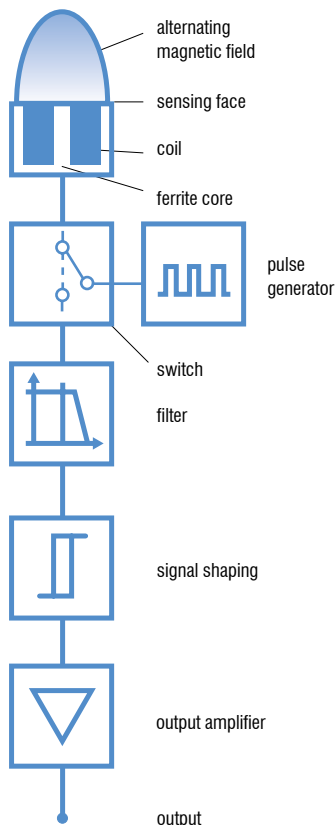 alternating
magnetic field
sensing face
coil
ferrite core
pulse
generator
switch
filter
signal shaping
output amplifier
output